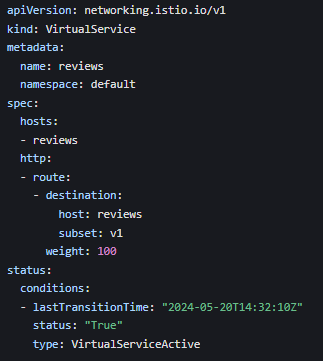 apiVersion: networking.istio.io/v1
kind: VirtualService
metadata:
  name: reviews
  namespace: default
spec:
  hosts:
  - reviews
  http:
  - route:
    - destination:
        host: reviews
        subset: v1
      weight: 100
status:
  conditions:
  - lastTransitionTime: "2024-05-20T14:32:10Z"
    status: "True"
    type: VirtualServiceActive